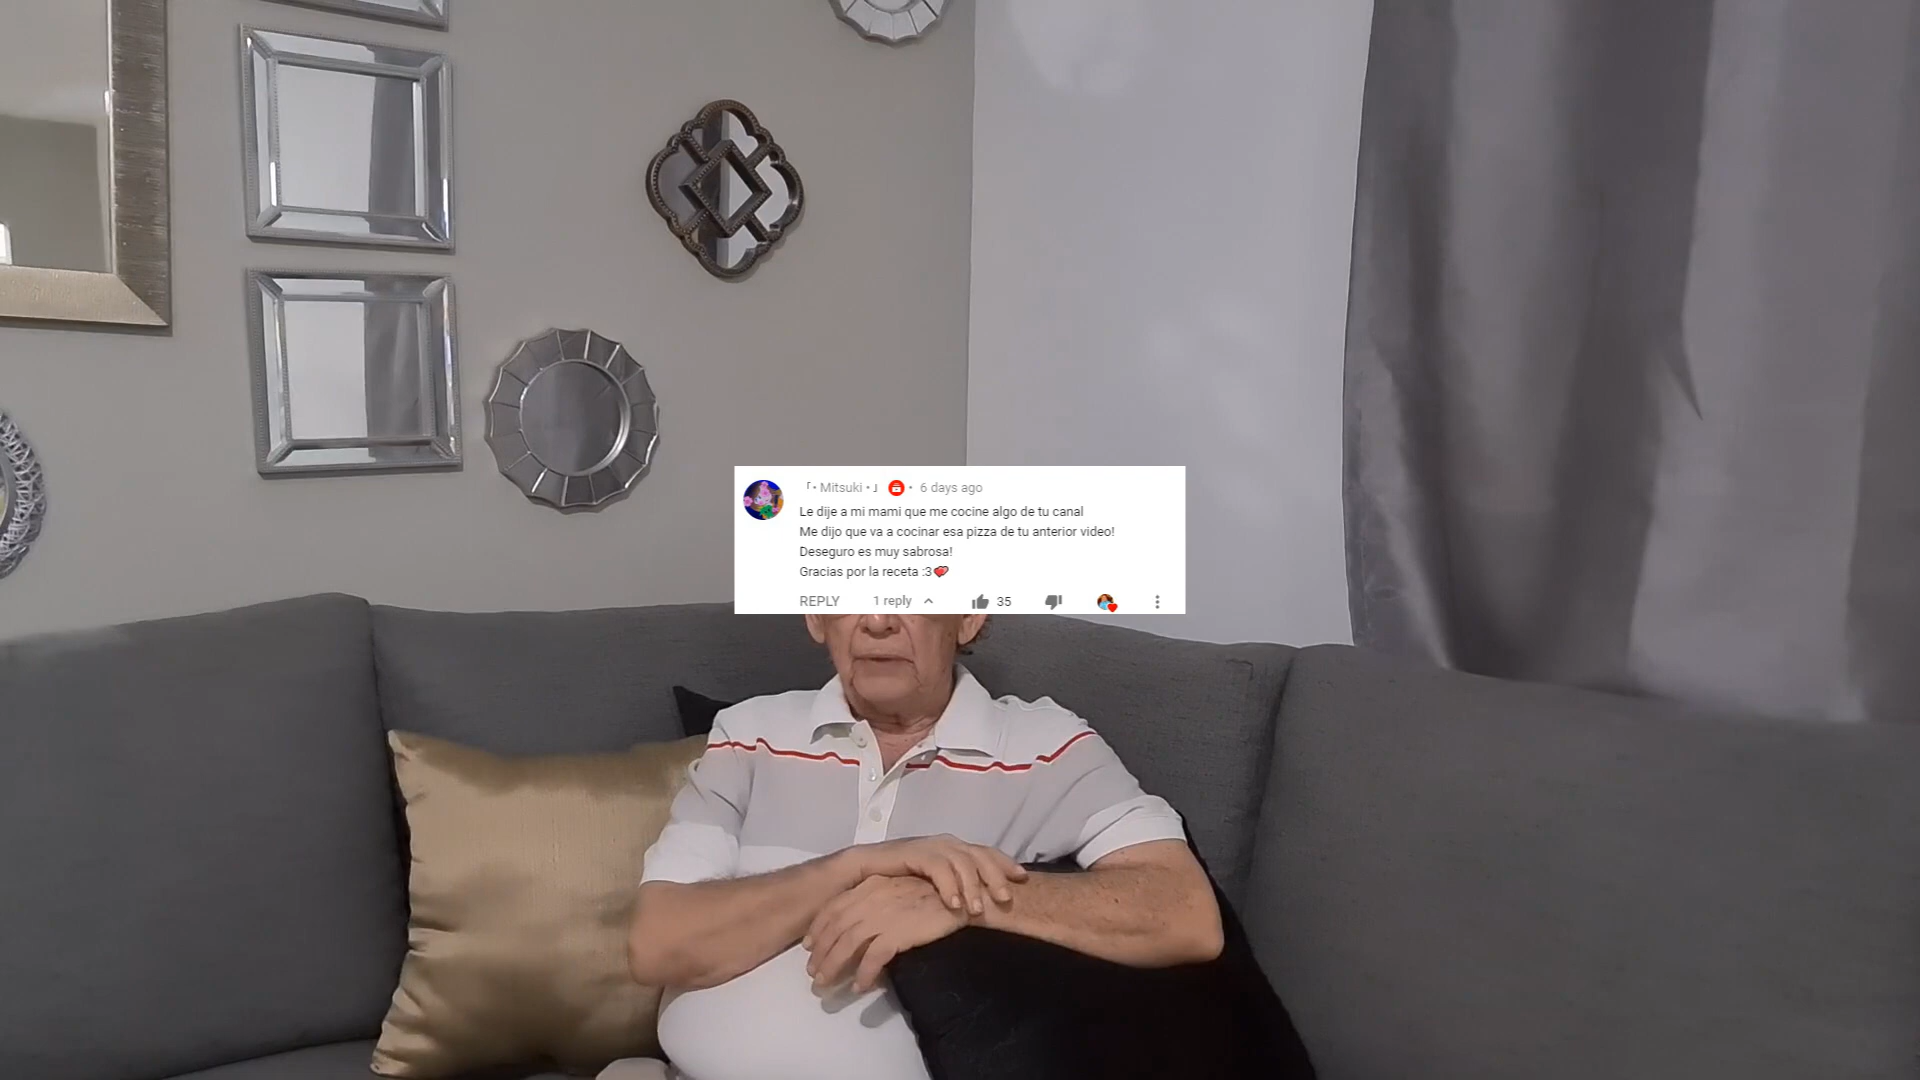 「• Mitsuki •」 • 6 days ago
Le dije a mi mami que me cocine algo de tu canal
Me dijo que va a cocinar esa pizza de tu anterior video!
Deseguro es muy sabrosa!
Gracias por la receta :3💕
REPLY 1 reply 35